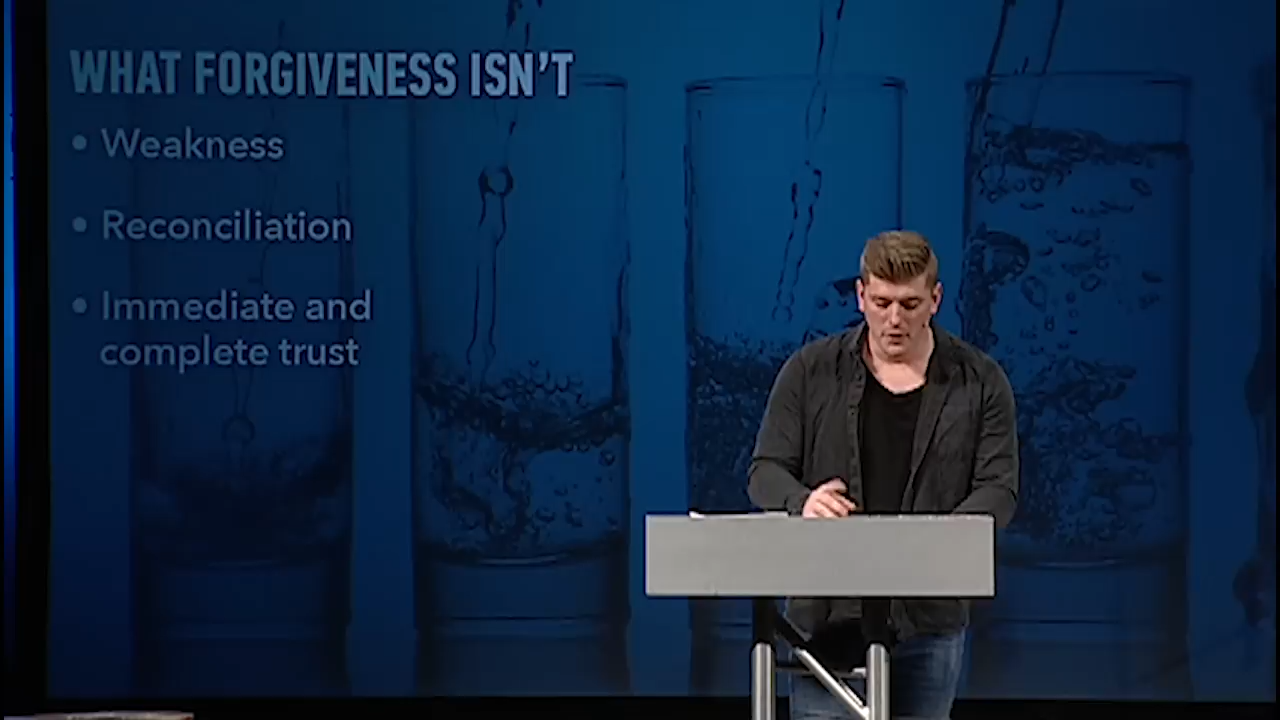 WHAT FORGIVENESS ISN'T
• Weakness
• Reconciliation
• Immediate and
complete trust